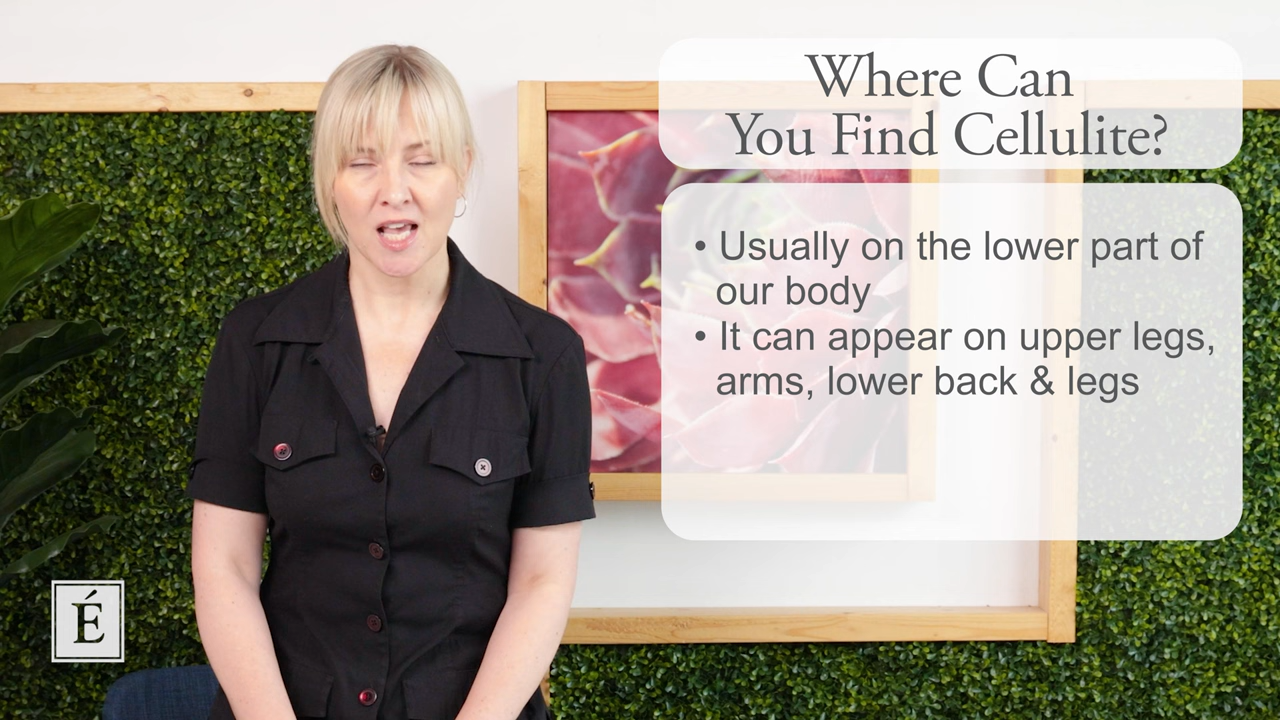 Where Can
You Find Cellulite?
• Usually on the lower part of
our body
• It can appear on upper legs,
arms, lower back & legs
É